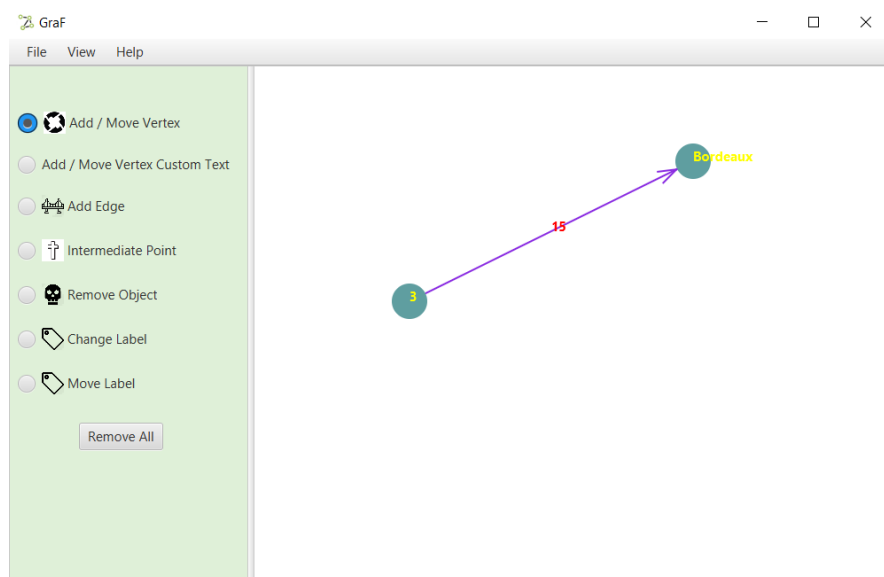 GraF
File View Help
Add / Move Vertex
Add / Move Vertex Custom Text
Add Edge
Intermediate Point
Remove Object
Change Label
Move Label
Remove All
Bordeaux
15
3